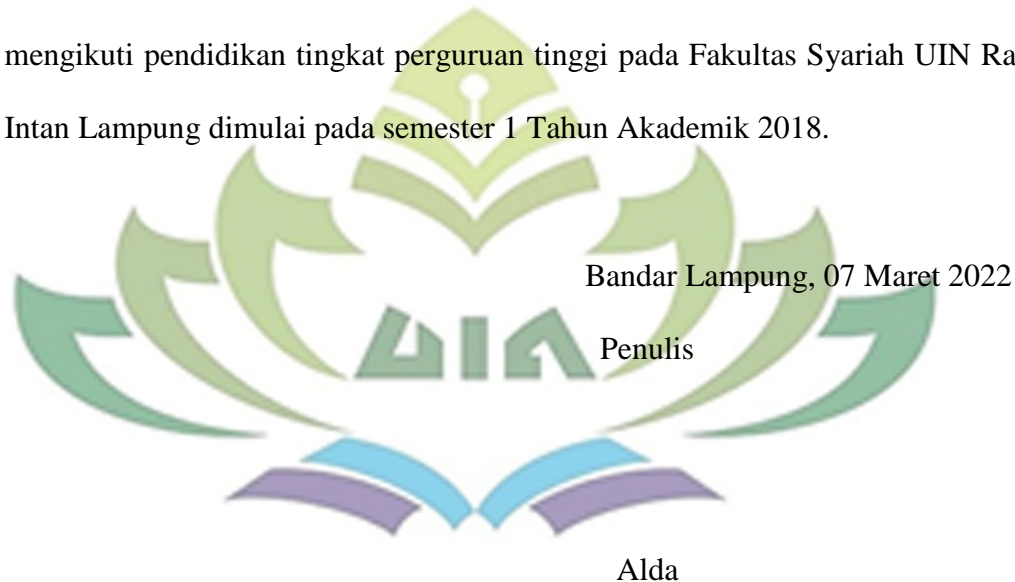 mengikuti pendidikan tingkat perguruan tinggi pada Fakultas Syariah UIN Ra
Intan Lampung dimulai pada semester 1 Tahun Akademik 2018.
Bandar Lampung, 07 Maret 2022
UIN
Penulis
Alda